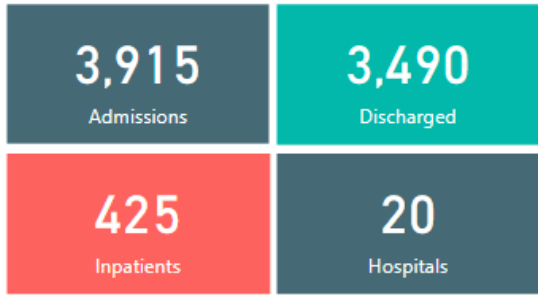 3,915
Admissions
3,490
Discharged
425
Inpatients
20
Hospitals